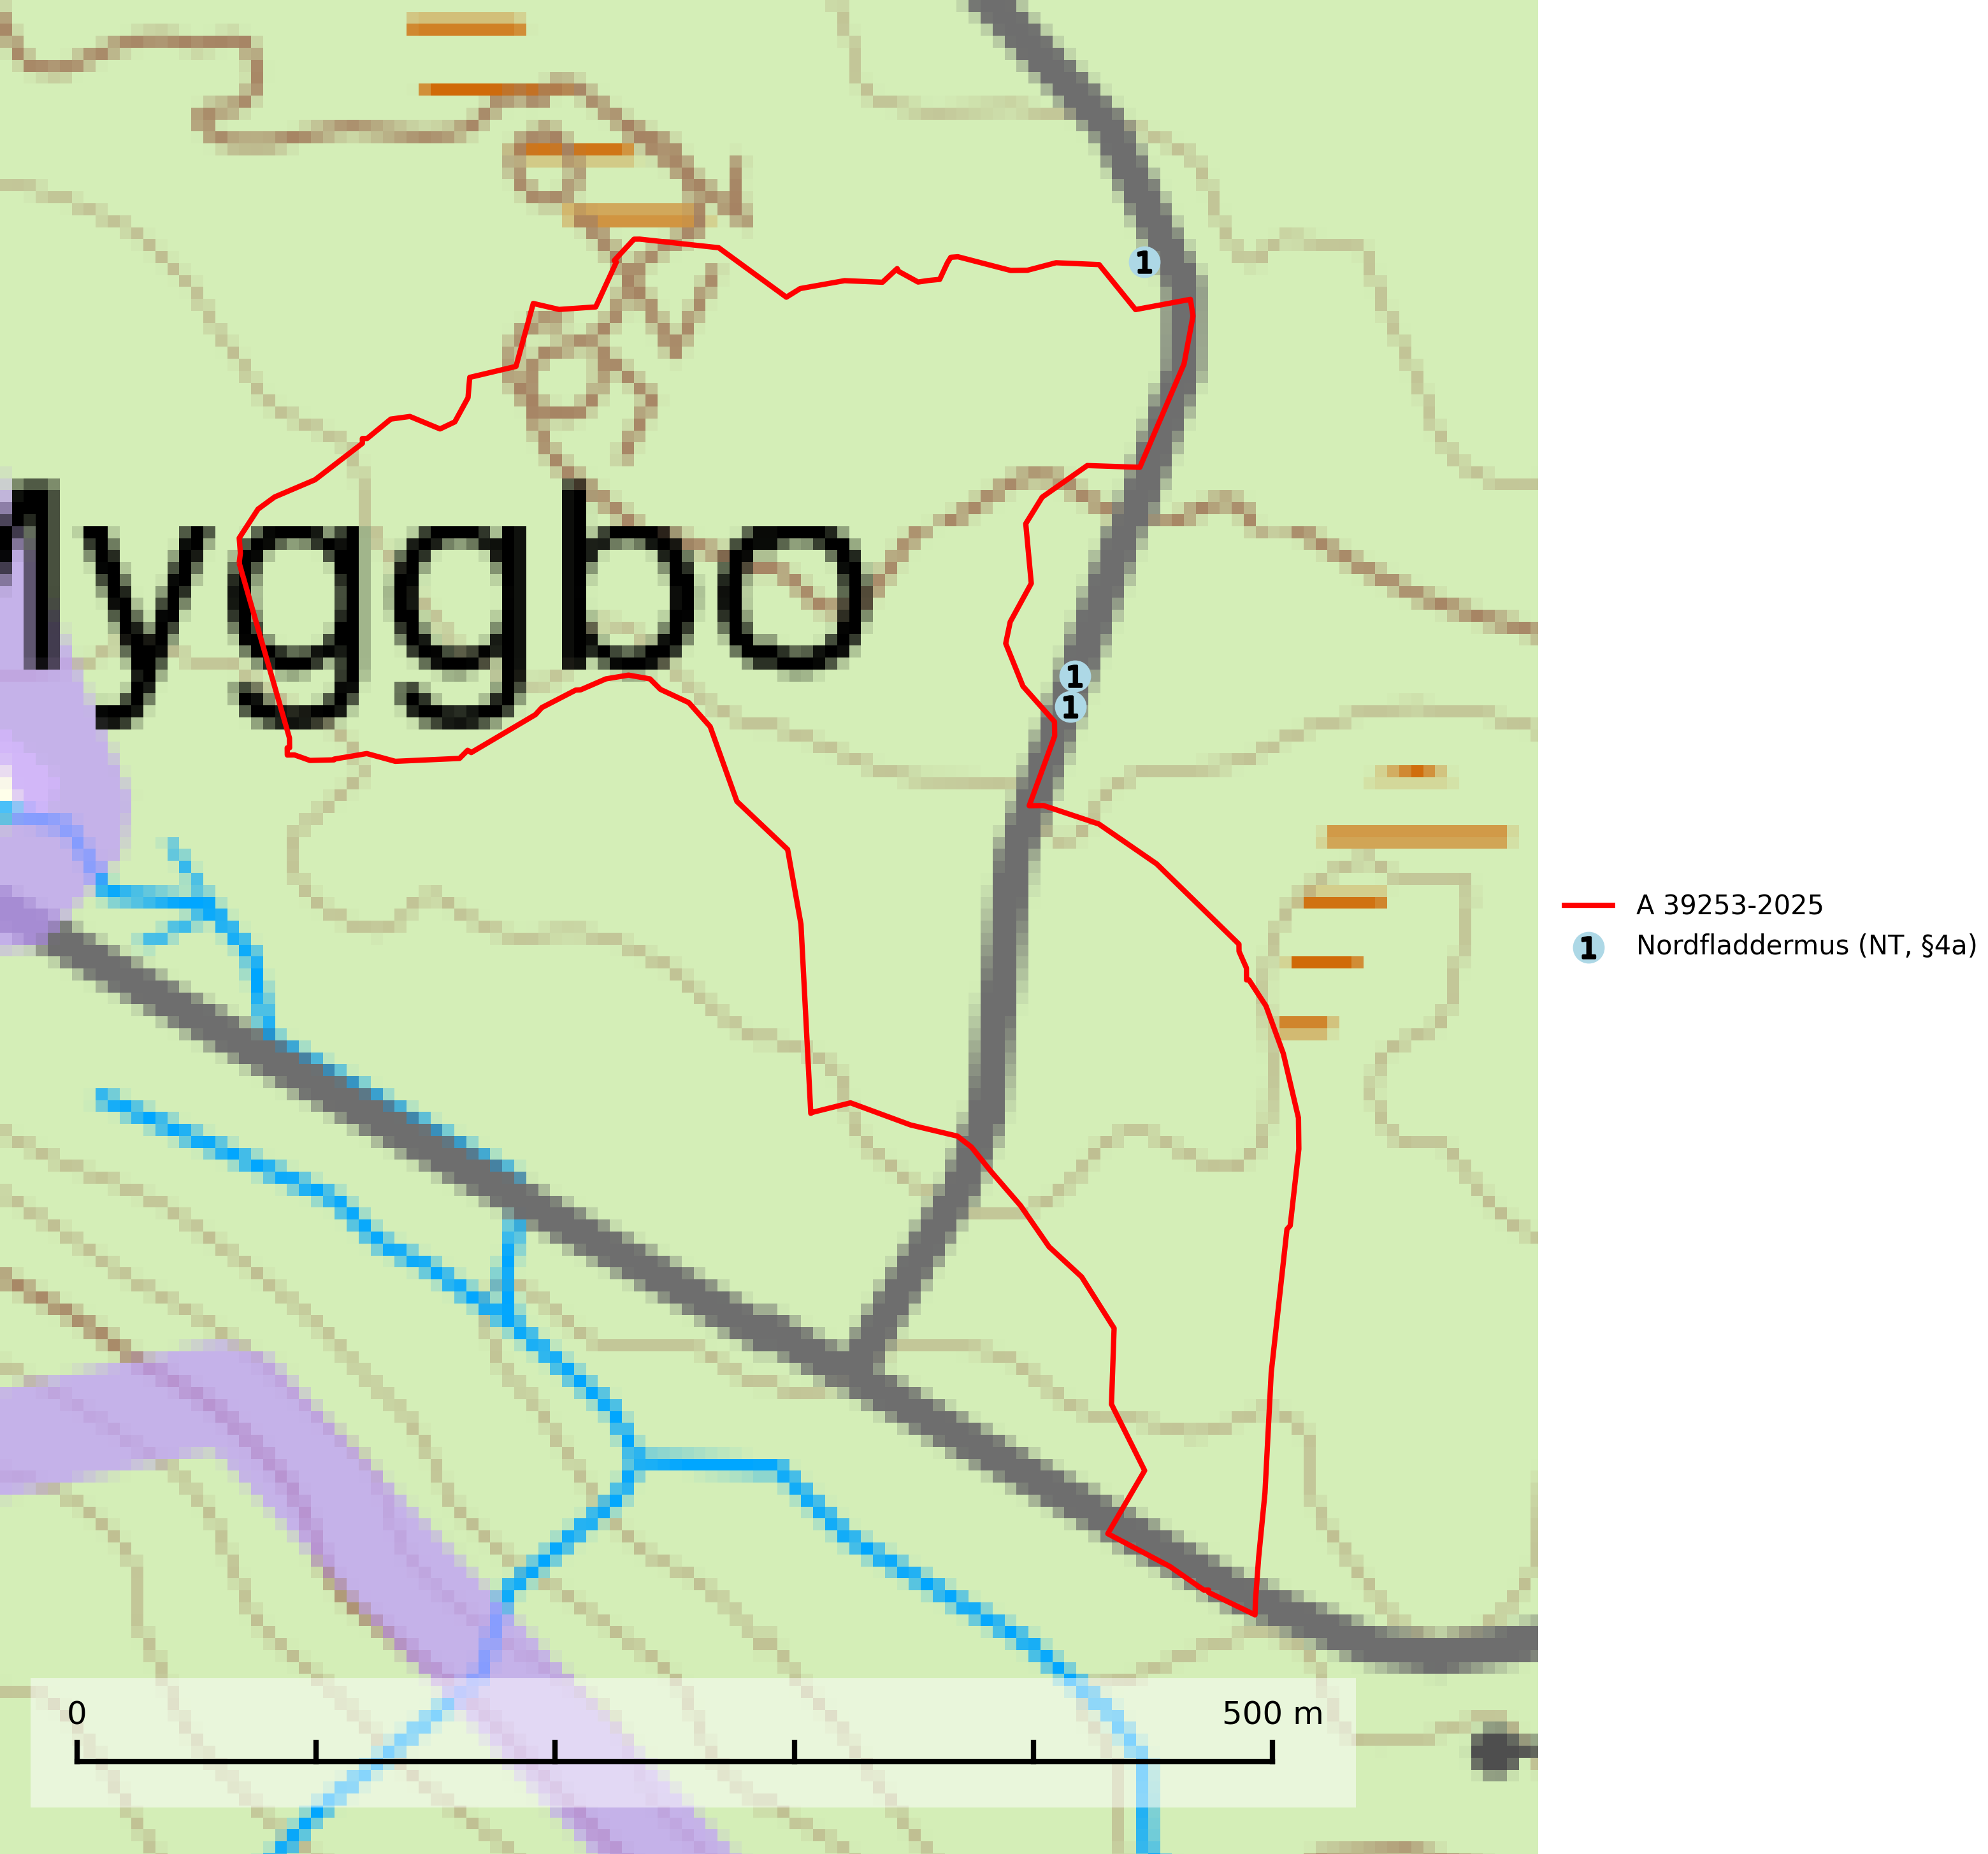 1
Myggbo
1
1
A 39253-2025
1 Nordfladdermus (NT, §4a)
0 500 m